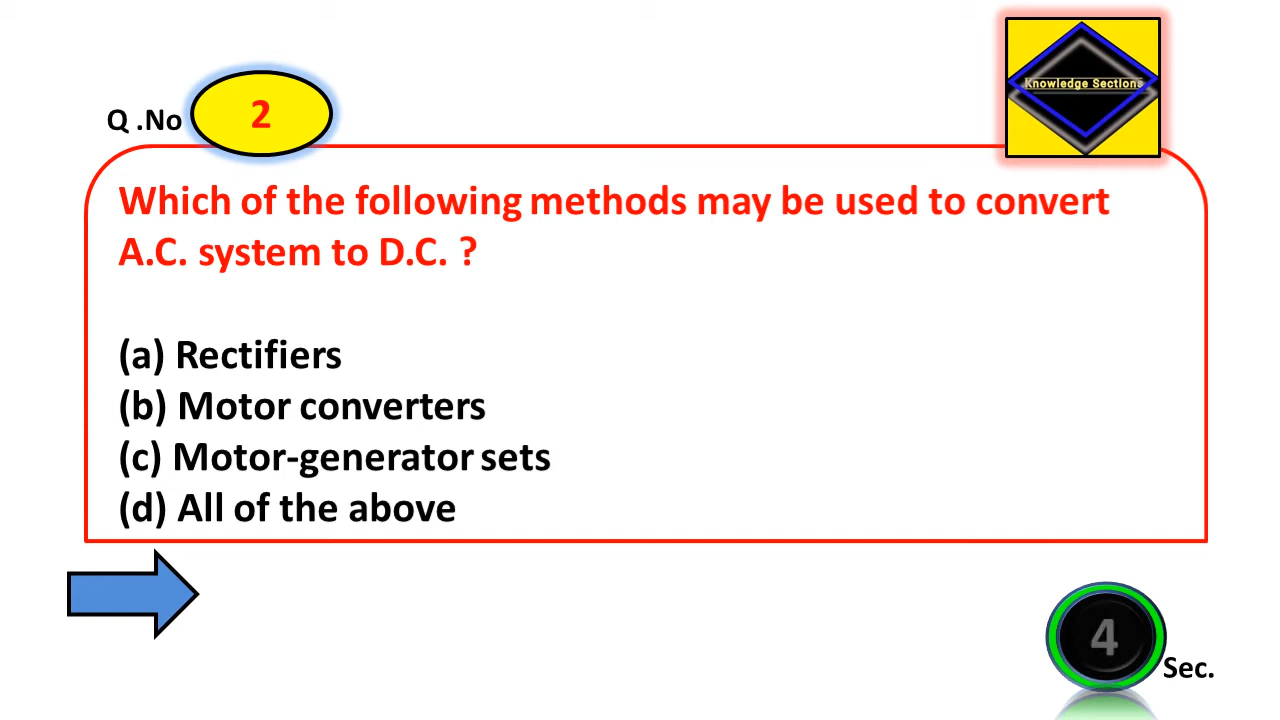 Knowledge Sections
Q .No 2
Which of the following methods may be used to convert
A.C. system to D.C. ?
(a) Rectifiers
(b) Motor converters
(c) Motor-generator sets
(d) All of the above
4 Sec.